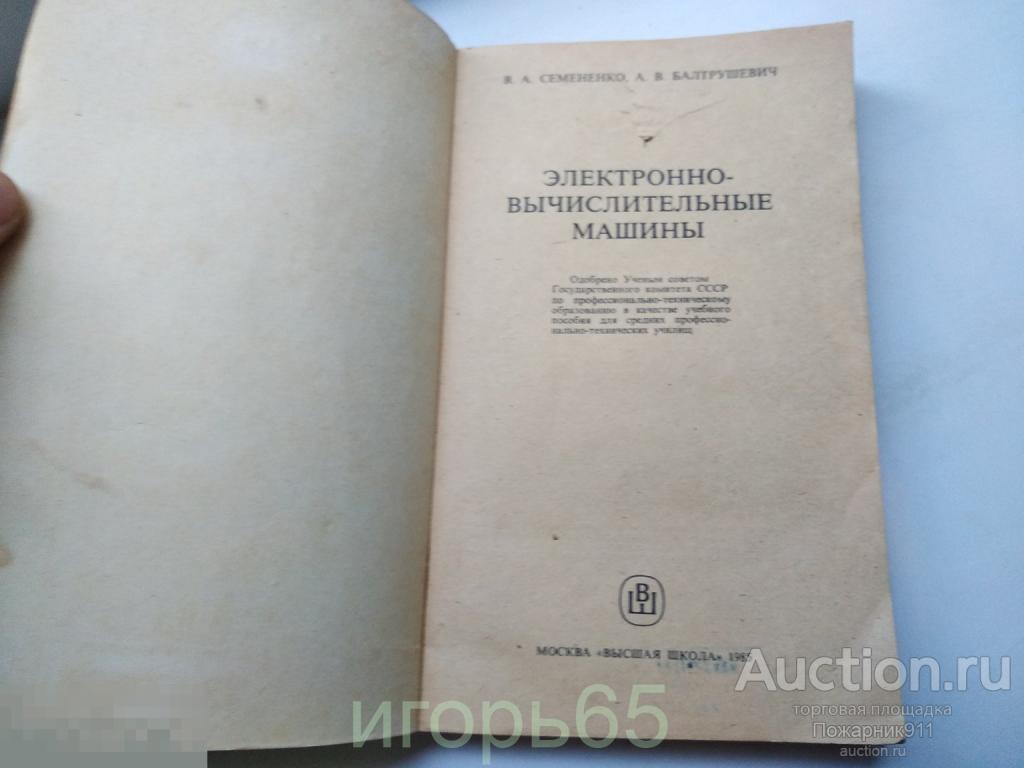 В. А. СЕМЕНЕНКО, А. В. БАЛТРУШЕВИЧ
ЭЛЕКТРОННО-
ВЫЧИСЛИТЕЛЬНЫЕ
МАШИНЫ
Одобрено Ученым советом
Государственного комитета СССР
по профессионально-техническому
образованию в качестве учебного
пособия для средних профессио-
нально-технических училищ
ВШ
МОСКВА «ВЫСШАЯ ШКОЛА» 1985
Auction.ru
торговая площадка
Пожарник911
auction.ru
игорь65